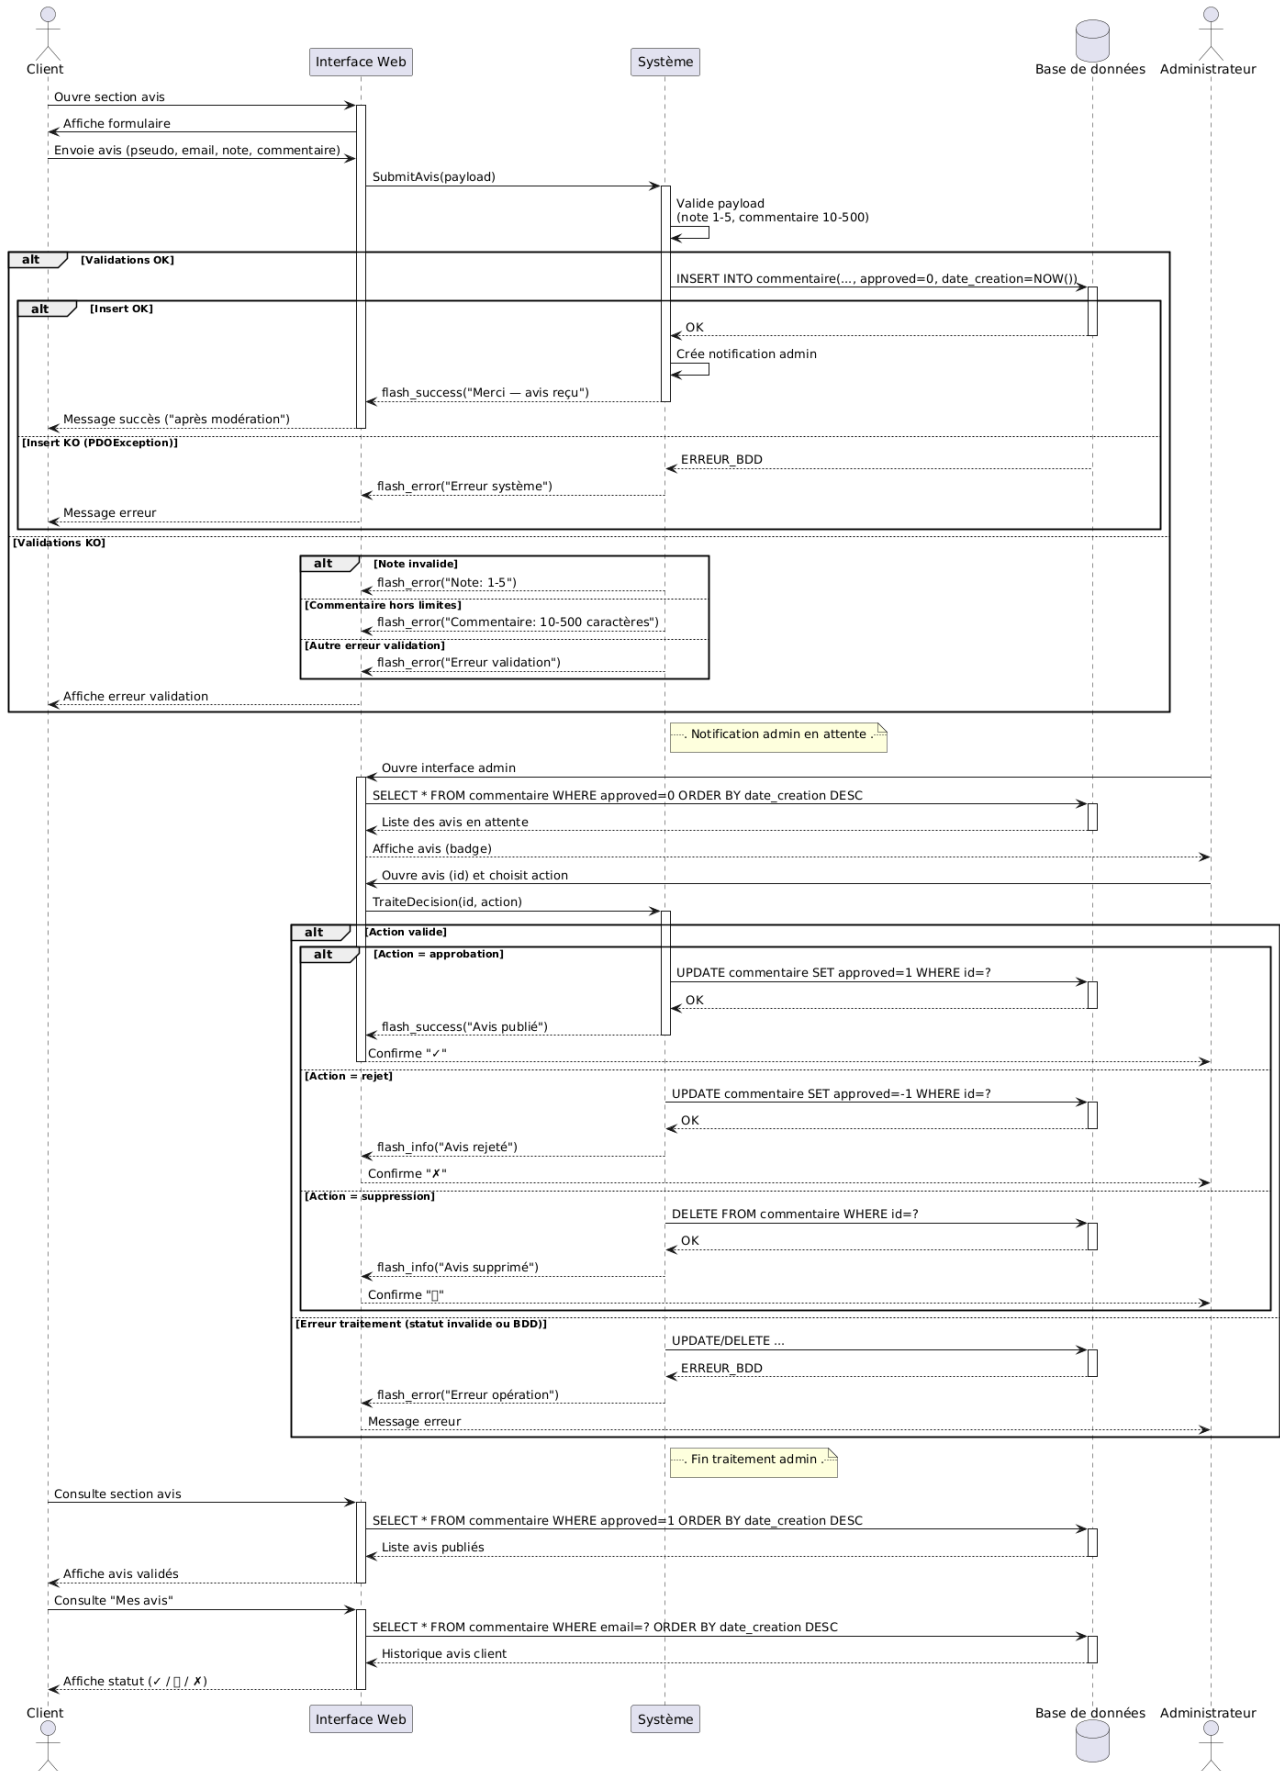 Client
Interface Web
Système
Base de données
Administrateur
Ouvre section avis
Affiche formulaire
Envoie avis (pseudo, email, note, commentaire)
SubmitAvis(payload)
Valide payload
(note 1-5, commentaire 10-500)
alt [Validations OK]
INSERT INTO commentaire(..., approved=0, date_creation=NOW())
alt [Insert OK]
OK
Crée notification admin
flash_success("Merci — avis reçu")
Message succès ("après modération")
[Insert KO (PDOException)]
ERREUR_BDD
flash_error("Erreur système")
Message erreur
[Validations KO]
alt [Note invalide]
flash_error("Note: 1-5")
[Commentaire hors limites]
flash_error("Commentaire: 10-500 caractères")
[Autre erreur validation]
flash_error("Erreur validation")
Affiche erreur validation
. Notification admin en attente .
Ouvre interface admin
SELECT * FROM commentaire WHERE approved=0 ORDER BY date_creation DESC
Liste des avis en attente
Affiche avis (badge)
Ouvre avis (id) et choisit action
TraiteDecision(id, action)
alt [Action valide]
alt [Action = approbation]
UPDATE commentaire SET approved=1 WHERE id=?
OK
flash_success("Avis publié")
Confirme "✓"
[Action = rejet]
UPDATE commentaire SET approved=-1 WHERE id=?
OK
flash_info("Avis rejeté")
Confirme "✗"
[Action = suppression]
DELETE FROM commentaire WHERE id=?
OK
flash_info("Avis supprimé")
Confirme "▯"
[Erreur traitement (statut invalide ou BDD)]
UPDATE/DELETE ...
ERREUR_BDD
flash_error("Erreur opération")
Message erreur
. Fin traitement admin .
Consulte section avis
SELECT * FROM commentaire WHERE approved=1 ORDER BY date_creation DESC
Liste avis publiés
Affiche avis validés
Consulte "Mes avis"
SELECT * FROM commentaire WHERE email=? ORDER BY date_creation DESC
Historique avis client
Affiche statut (✓ / ▯ / ✗)
Client
Interface Web
Système
Base de données
Administrateur